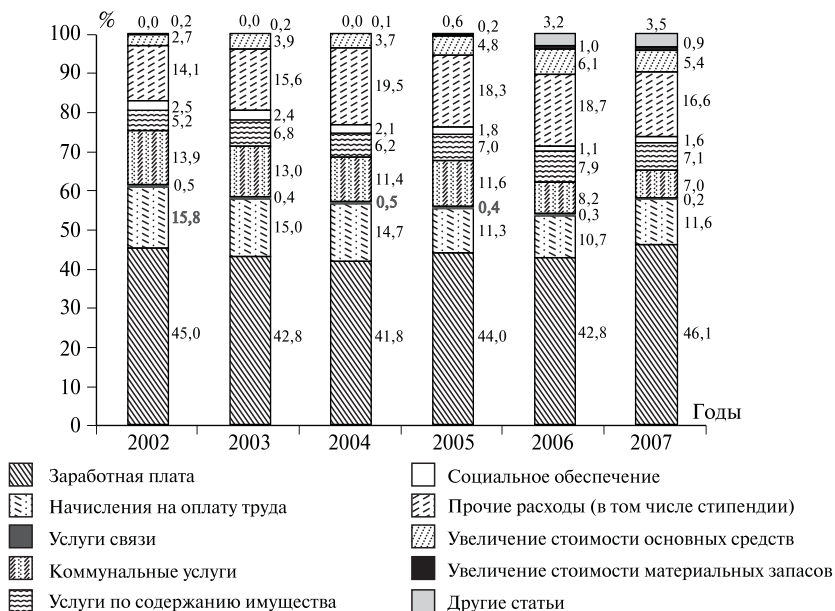 %
0,0 0,2 0,0 0,2 0,0 0,1 0,6 0,2 3,2 3,5
100 2,7 3,9 3,7 4,8 1,0 0,9
90 14,1 15,6 19,5 18,3 6,1 5,4
80 2,5 2,4 2,1 1,8 18,7 16,6
70 5,2 6,8 6,2 7,0 1,1 1,6
60 13,9 13,0 11,4 11,6 7,9 7,1
50 0,5 0,4 0,5 0,4 8,2 7,0
40 15,8 15,0 14,7 11,3 0,3 0,2
30 10,7 11,6
20 45,0 42,8 41,8 44,0 42,8 46,1
10
0
Годы
2002 2003 2004 2005 2006 2007
Заработная плата
Начисления на оплату труда
Услуги связи
Коммунальные услуги
Услуги по содержанию имущества
Социальное обеспечение
Прочие расходы (в том числе стипендии)
Увеличение стоимости основных средств
Увеличение стоимости материальных запасов
Другие статьи